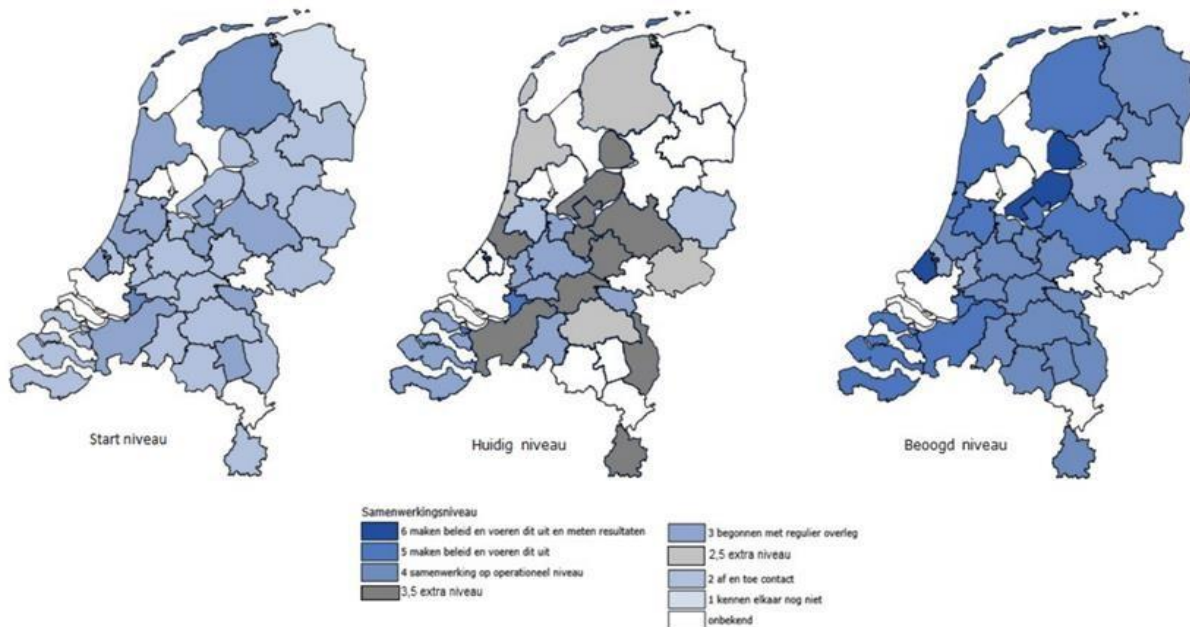 Start niveau
Huidig niveau
Beoogd niveau
Samenwerkingsniveau
6 maken beleid en voeren dit uit en meten resultaten
5 maken beleid en voeren dit uit
4 samenwerking op operationeel niveau
3,5 extra niveau
3 begonnen met regulier overleg
2,5 extra niveau
2 af en toe contact
1 kennen elkaar nog niet
onbekend